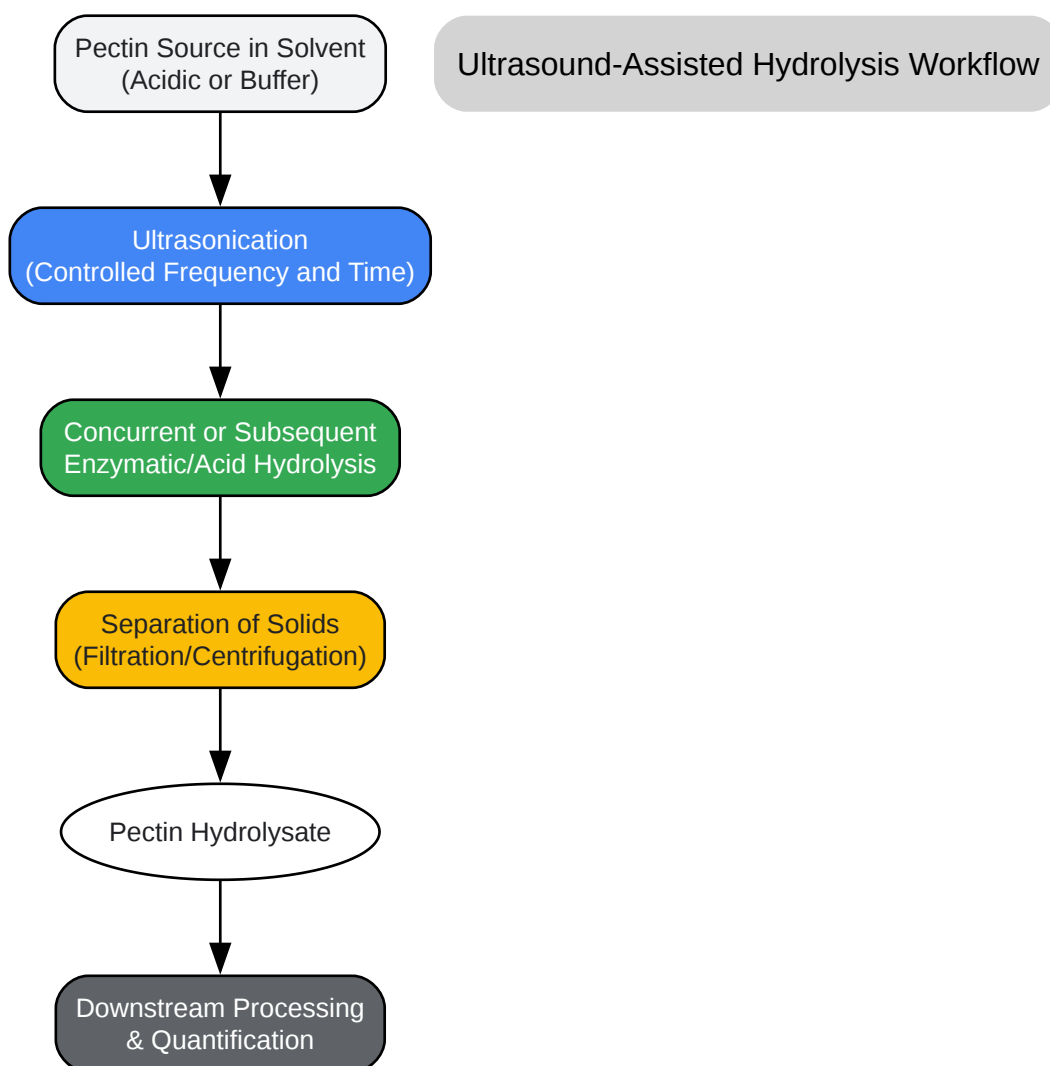 Pectin Source in Solvent
(Acidic or Buffer)
Ultrasound-Assisted Hydrolysis Workflow
Ultrasonication
(Controlled Frequency and Time)
Concurrent or Subsequent
Enzymatic/Acid Hydrolysis
Separation of Solids
(Filtration/Centrifugation)
Pectin Hydrolysate
Downstream Processing
& Quantification